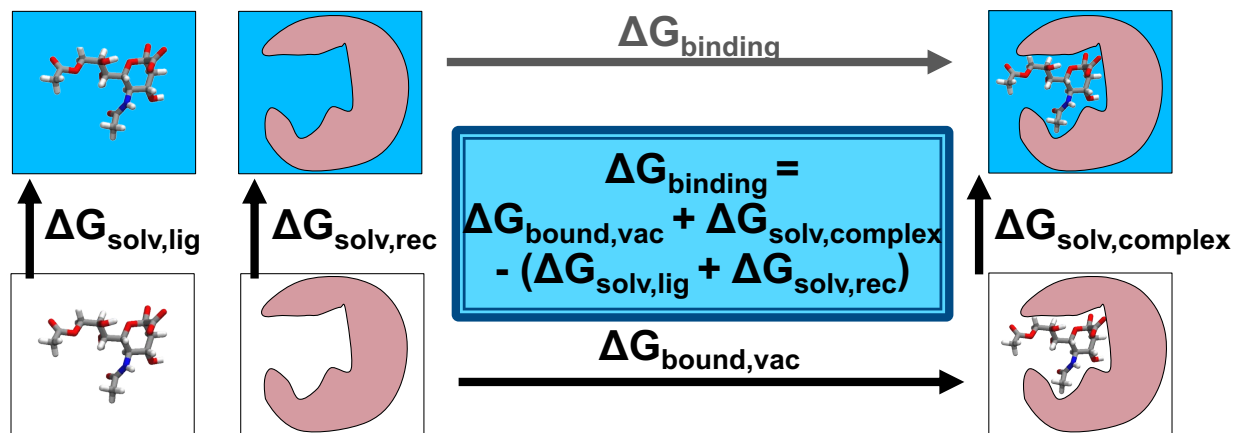 ΔGbinding
ΔGbinding =
ΔGbound,vac + ΔGsolv,complex
- (ΔGsolv,lig + ΔGsolv,rec)
ΔGsolv,lig
ΔGsolv,rec
ΔGsolv,complex
ΔGbound,vac